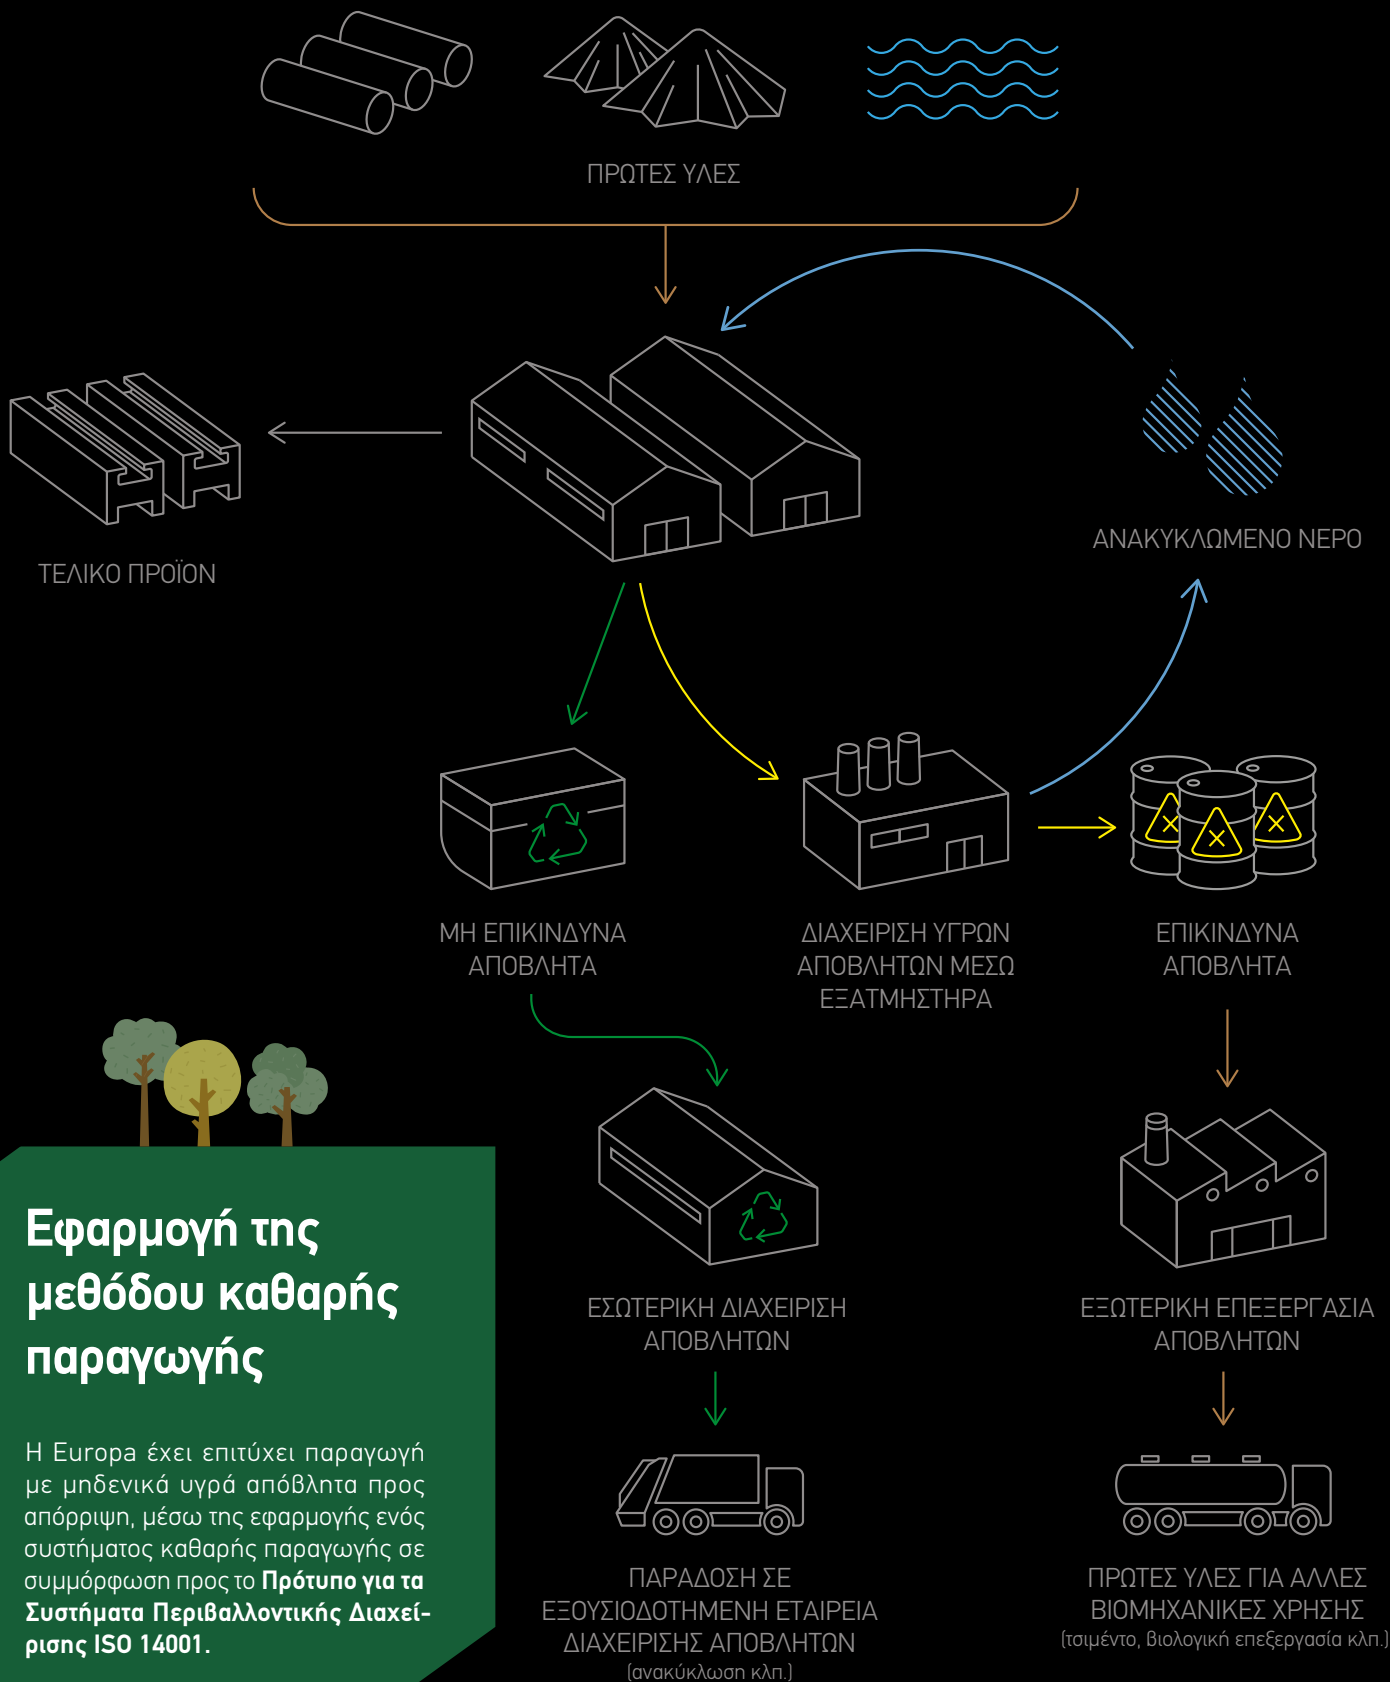 ΠΡΩΤΕΣ ΥΛΕΣ
ΤΕΛΙΚΟ ΠΡΟΪΟΝ
ΑΝΑΚΥΚΛΩΜΕΝΟ ΝΕΡΟ
ΜΗ ΕΠΙΚΙΝΔΥΝΑ
ΑΠΟΒΛΗΤΑ
ΔΙΑΧΕΙΡΙΣΗ ΥΓΡΩΝ
ΑΠΟΒΛΗΤΩΝ ΜΕΣΩ
ΕΞΑΤΜΗΣΤΗΡΑ
ΕΠΙΚΙΝΔΥΝΑ
ΑΠΟΒΛΗΤΑ
ΕΣΩΤΕΡΙΚΗ ΔΙΑΧΕΙΡΙΣΗ
ΑΠΟΒΛΗΤΩΝ
ΕΞΩΤΕΡΙΚΗ ΕΠΕΞΕΡΓΑΣΙΑ
ΑΠΟΒΛΗΤΩΝ
ΠΑΡΑΔΟΣΗ ΣΕ
ΕΞΟΥΣΙΟΔΟΤΗΜΕΝΗ ΕΤΑΙΡΕΙΑ
ΔΙΑΧΕΙΡΙΣΗΣ ΑΠΟΒΛΗΤΩΝ
(ανακύκλωση κλπ.)
ΠΡΩΤΕΣ ΥΛΕΣ ΓΙΑ ΑΛΛΕΣ
ΒΙΟΜΗΧΑΝΙΚΕΣ ΧΡΗΣΗΣ
(τσιμέντο, βιολογική επεξεργασία κλπ.)
Εφαρμογή της
μεθόδου καθαρής
παραγωγής
Η Europa έχει επιτύχει παραγωγή
με μηδενικά υγρά απόβλητα προς
απόρριψη, μέσω της εφαρμογής ενός
συστήματος καθαρής παραγωγής σε
συμμόρφωση προς το Πρότυπο για τα
Συστήματα Περιβαλλοντικής Διαχεί-
ρισης ISO 14001.